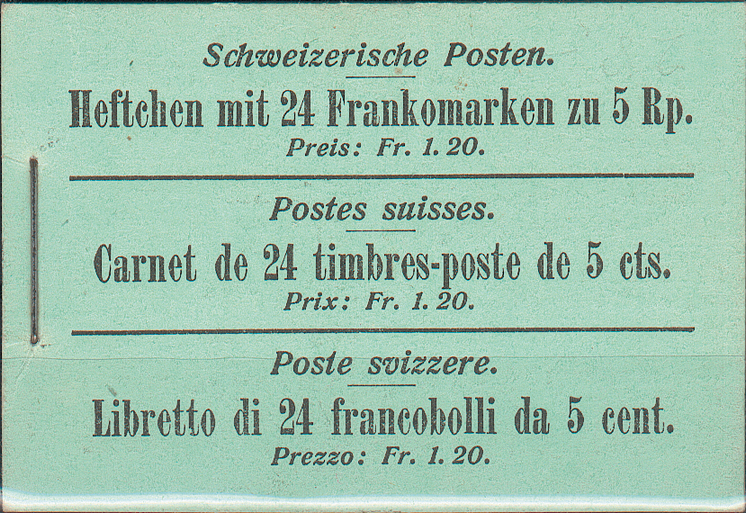 Schweizerische Posten.
Heftchen mit 24 Frankomarken zu 5 Rp.
Preis: Fr. 1.20.
Postes suisses.
Carnet de 24 timbres-poste de 5 cts.
Prix: Fr. 1.20.
Poste svizzere.
Libretto di 24 francobolli da 5 cent.
Prezzo: Fr. 1.20.